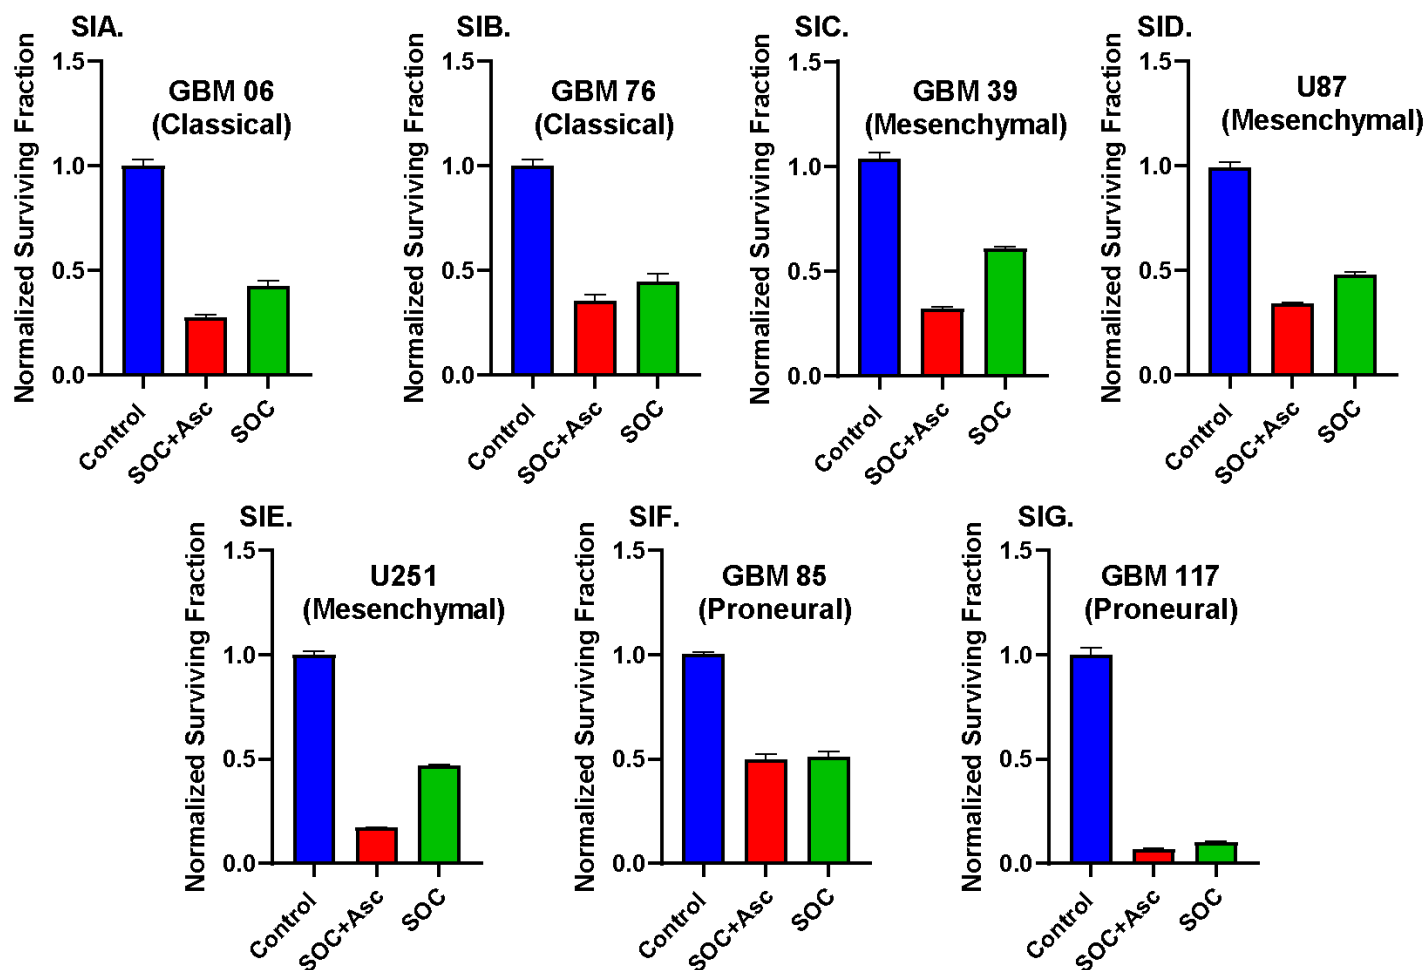 SIA.
Normalized Surviving Fraction
1.5
1.0
0.5
0.0
GBM 06
(Classical)
Control
SOC+Asc
SOC
SIB.
Normalized Surviving Fraction
1.5
1.0
0.5
0.0
GBM 76
(Classical)
Control
SOC+Asc
SOC
SIC.
Normalized Surviving Fraction
1.5
1.0
0.5
0.0
GBM 39
(Mesenchymal)
Control
SOC+Asc
SOC
SID.
Normalized Surviving Fraction
1.5
1.0
0.5
0.0
U87
(Mesenchymal)
Control
SOC+Asc
SOC
SIE.
Normalized Surviving Fraction
1.5
1.0
0.5
0.0
U251
(Mesenchymal)
Control
SOC+Asc
SOC
SIF.
Normalized Surviving Fraction
1.5
1.0
0.5
0.0
GBM 85
(Proneural)
Control
SOC+Asc
SOC
SIG.
Normalized Surviving Fraction
1.5
1.0
0.5
0.0
GBM 117
(Proneural)
Control
SOC+Asc
SOC